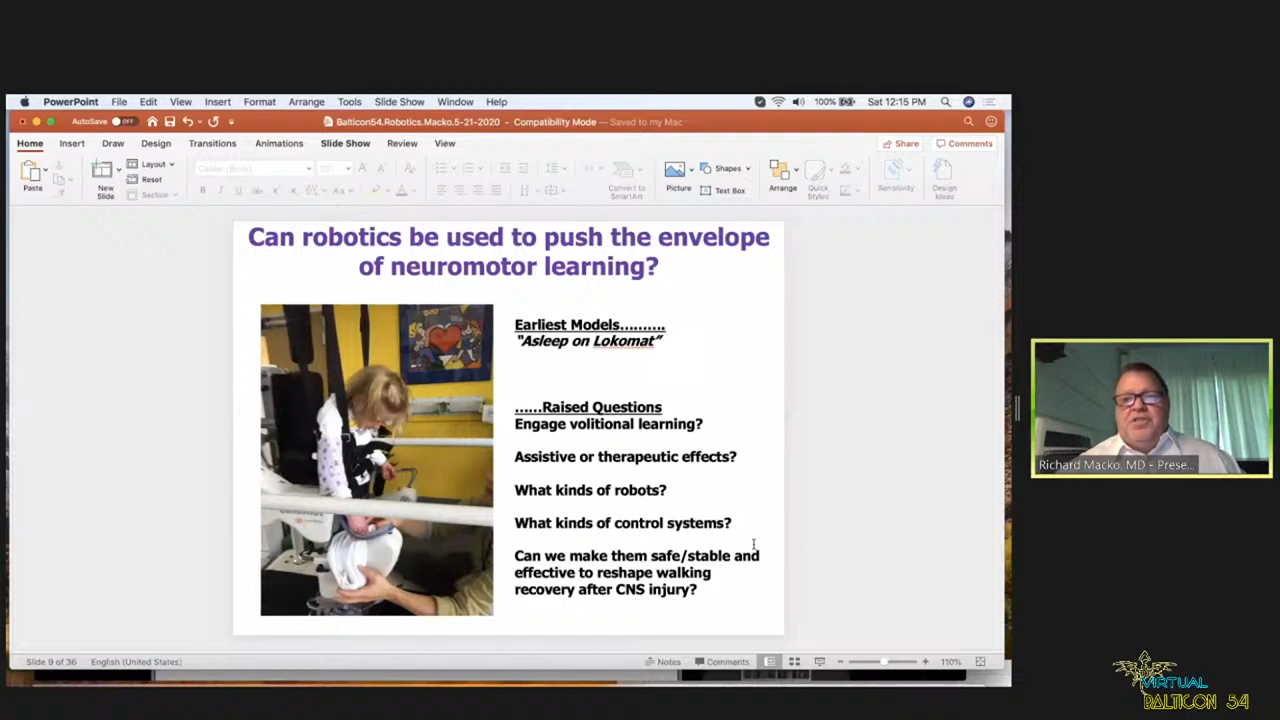 PowerPoint File Edit View Insert Format Arrange Tools Slide Show Window Help 100% Sat 12:15 PM
AutoSave OFF Balticon54.Robotics.Macko.5-21-2020 - Compatibility Mode — Saved to my Mac
Home Insert Draw Design Transitions Animations Slide Show Review View Share Comments
Paste
New Slide
Layout
Reset
Section
Convert to SmartArt
Picture
Shapes
Text Box
Arrange
Quick Styles
Sensitivity
Design Ideas
Can robotics be used to push the envelope
of neuromotor learning?
Earliest Models..........
“Asleep on Lokomat”
......Raised Questions
Engage volitional learning?
Assistive or therapeutic effects?
What kinds of robots?
What kinds of control systems?
Can we make them safe/stable and
effective to reshape walking
recovery after CNS injury?
Richard Macko, MD - Prese...
Slide 9 of 36 English (United States) Notes Comments 110%
VIRTUAL
BALTICON 54